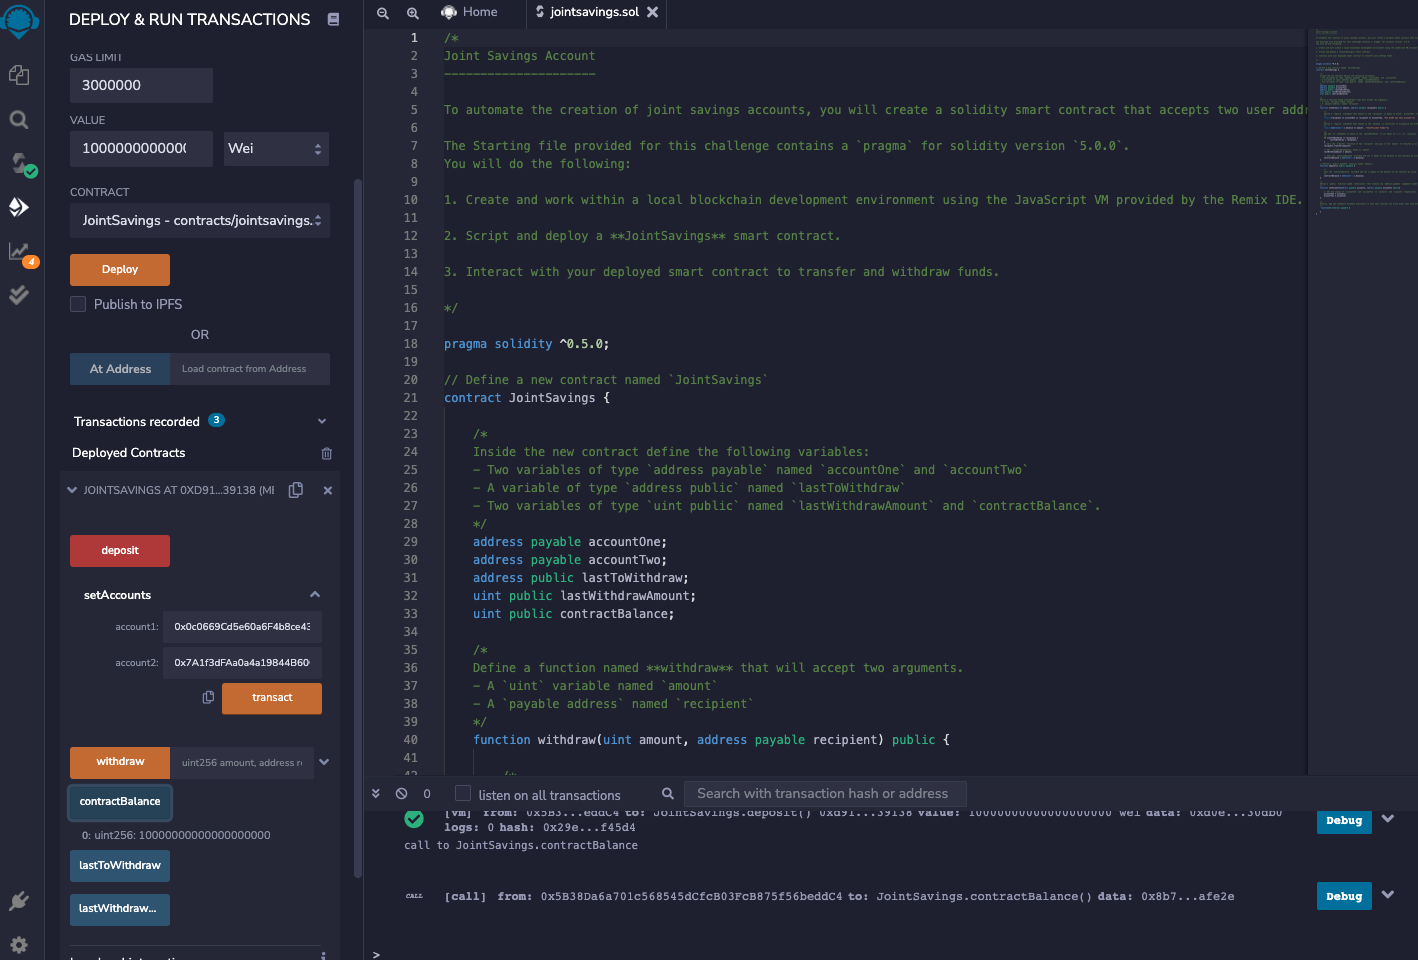 DEPLOY & RUN TRANSACTIONS
GAS LIMIT
3000000
VALUE
1000000000000
Wei
CONTRACT
JointSavings - contracts/jointsavings.
Deploy
Publish to IPFS
OR
At Address
Load contract from Address
Transactions recorded 3
Deployed Contracts
JOINTSAVINGS AT 0XD91...39138 (ME
deposit
setAccounts
account1: 0x0c0669Cd5e60a6F4b8ce43
account2: 0x7A1f3dFAa0a4a19844B60
transact
withdraw
uint256 amount, address re
contractBalance
0: uint256: 10000000000000000000
lastToWithdraw
lastWithdraw...
4
Home
jointsavings.sol
1 /*
2 Joint Savings Account
3 ---------------------
4
5 To automate the creation of joint savings accounts, you will create a solidity smart contract that accepts two user addr
6
7 The Starting file provided for this challenge contains a `pragma` for solidity version `5.0.0`.
8 You will do the following:
9
10 1. Create and work within a local blockchain development environment using the JavaScript VM provided by the Remix IDE.
11
12 2. Script and deploy a **JointSavings** smart contract.
13
14 3. Interact with your deployed smart contract to transfer and withdraw funds.
15
16 */
17
18 pragma solidity ^0.5.0;
19
20 // Define a new contract named `JointSavings`
21 contract JointSavings {
22
23 /*
24 Inside the new contract define the following variables:
25 - Two variables of type `address payable` named `accountOne` and `accountTwo`
26 - A variable of type `address public` named `lastToWithdraw`
27 - Two variables of type `uint public` named `lastWithdrawAmount` and `contractBalance`.
28 */
29 address payable accountOne;
30 address payable accountTwo;
31 address public lastToWithdraw;
32 uint public lastWithdrawAmount;
33 uint public contractBalance;
34
35 /*
36 Define a function named **withdraw** that will accept two arguments.
37 - A `uint` variable named `amount`
38 - A `payable address` named `recipient`
39 */
40 function withdraw(uint amount, address payable recipient) public {
41
42 /*
0
listen on all transactions
Search with transaction hash or address
[vm] from: 0x5B3...eddC4 to: JointSavings.deposit() 0xd91...39138 value: 10000000000000000000 wei data: 0xd0e...30db0
logs: 0 hash: 0x29e...f45d4
Debug
call to JointSavings.contractBalance
CALL [call] from: 0x5B38Da6a701c568545dCfcB03FcB875f56beddC4 to: JointSavings.contractBalance() data: 0x8b7...afe2e
Debug
>